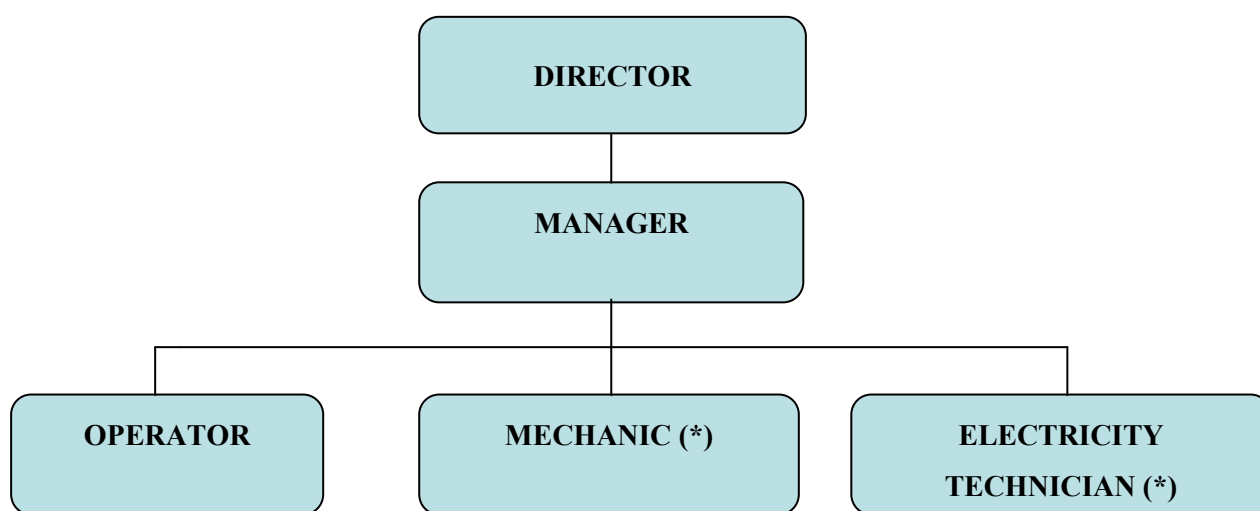 DIRECTOR
MANAGER
OPERATOR
MECHANIC (*)
ELECTRICITY
TECHNICIAN (*)